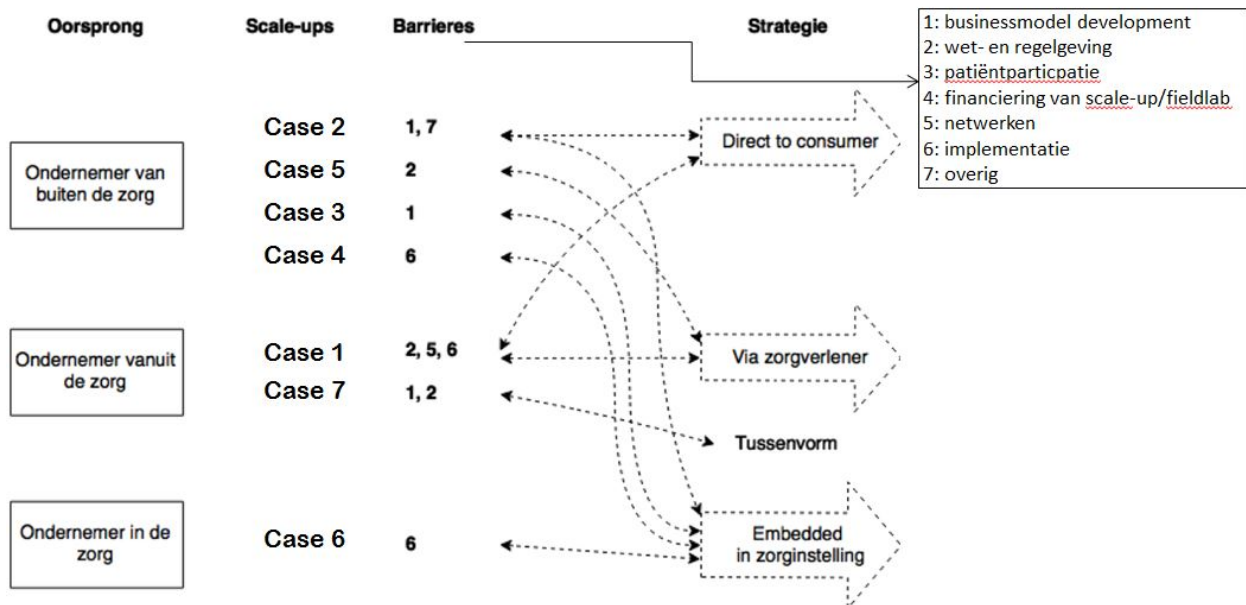 Oorsprong
Scale-ups
Barrieres
Strategie
1: businessmodel development
2: wet- en regelgeving
3: patiëntparticpatie
4: financiering van scale-up/fieldlab
5: netwerken
6: implementatie
7: overig
Ondernemer van
buiten de zorg
Case 2
1, 7
Direct to consumer
Case 5
2
Case 3
1
Case 4
6
Ondernemer vanuit
de zorg
Case 1
2, 5, 6
Via zorgverlener
Case 7
1, 2
Tussenvorm
Ondernemer in de
zorg
Case 6
6
Embedded
in zorginstelling